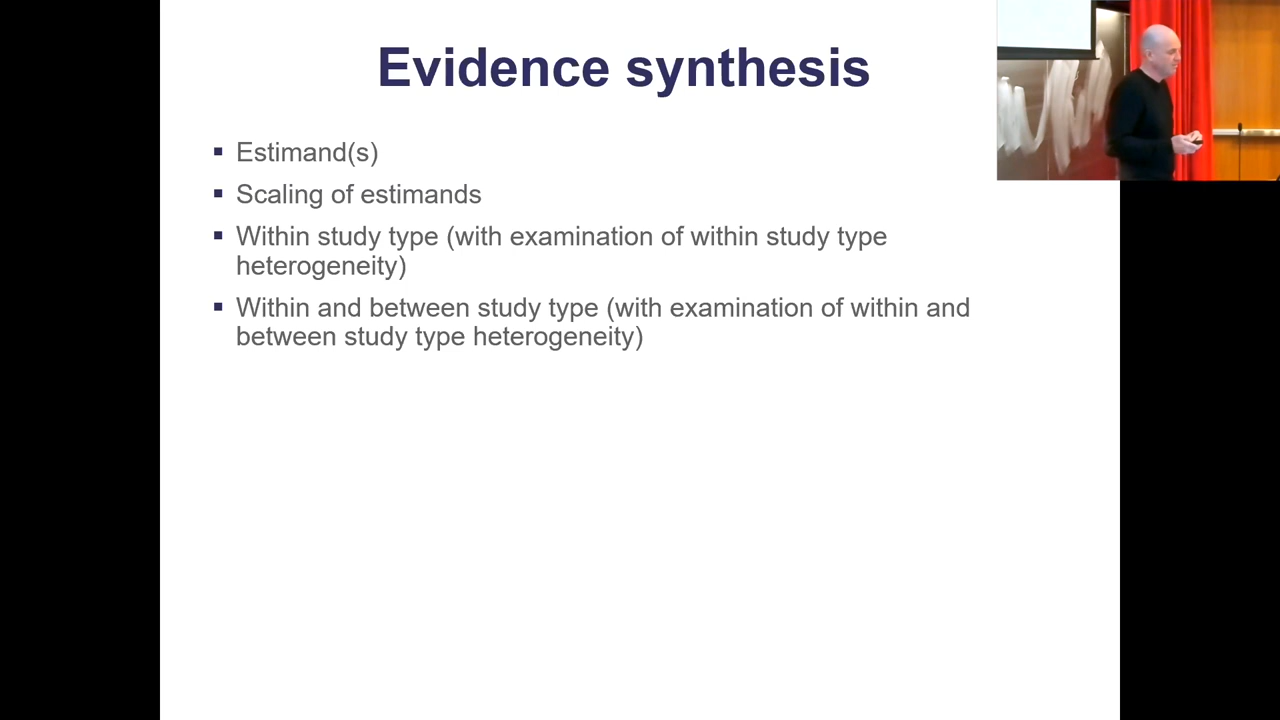 Evidence synthesis
▪ Estimand(s)
▪ Scaling of estimands
▪ Within study type (with examination of within study type
heterogeneity)
▪ Within and between study type (with examination of within and
between study type heterogeneity)